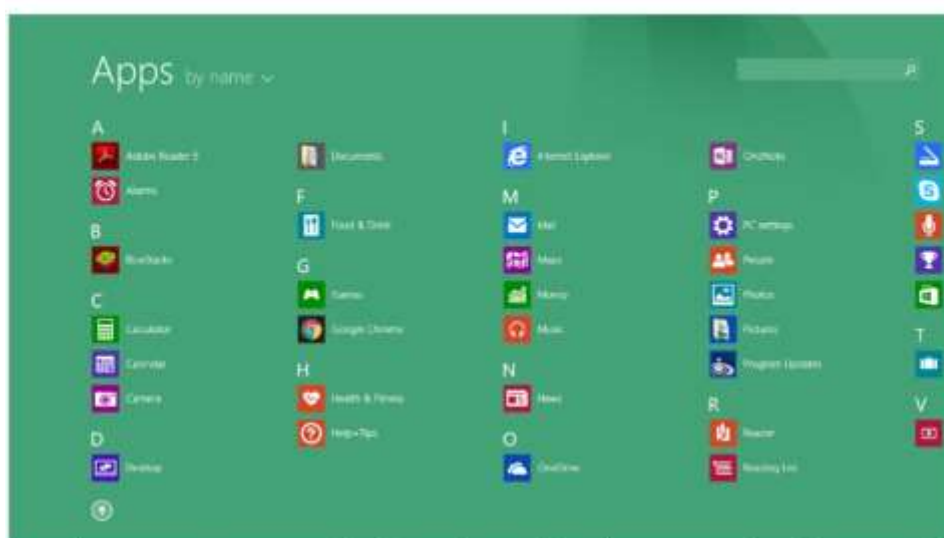 Apps by name
A
Adobe Reader
Alarms
B
BlueStacks
C
Calculator
Calendar
Camera
D
Desktop
Documents
F
Food & Drink
G
Games
Google Chrome
H
Health & Fitness
Help+Tips
I
Internet Explorer
M
Mail
Maps
Money
Music
N
News
O
OneDrive
OneNote
P
PC settings
People
Photos
Pictures
Program Updates
R
Reader
Reading List
S
T
V